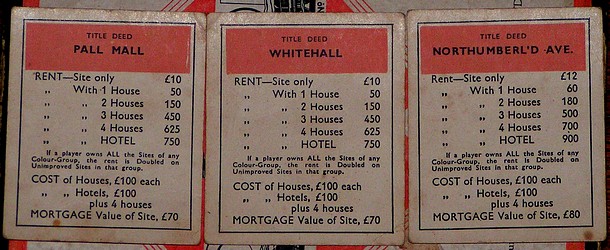 TITLE DEED
PALL MALL
RENT—Site only £10
„ With 1 House 50
„ „ 2 Houses 150
„ „ 3 Houses 450
„ „ 4 Houses 625
„ „ HOTEL 750
If a player owns ALL the Sites of any
Colour-Group, the rent is Doubled on
Unimproved Sites in that group.
COST of Houses, £100 each
„ „ Hotels, £100
plus 4 houses
MORTGAGE Value of Site, £70
TITLE DEED
WHITEHALL
RENT—Site only £10
„ With 1 House 50
„ „ 2 Houses 150
„ „ 3 Houses 450
„ „ 4 Houses 625
„ „ HOTEL 750
If a player owns ALL the Sites of any
Colour-Group, the rent is Doubled on
Unimproved Sites in that group.
COST of Houses, £100 each
„ „ Hotels, £100
plus 4 houses
MORTGAGE Value of Site, £70
TITLE DEED
NORTHUMBERL'D AVE.
RENT—Site only £12
„ With 1 House 60
„ „ 2 Houses 180
„ „ 3 Houses 500
„ „ 4 Houses 700
„ „ HOTEL 900
If a player owns ALL the Sites of any
Colour-Group, the rent is Doubled on
Unimproved Sites in that group.
COST of Houses, £100 each
„ „ Hotels, £100
plus 4 houses
MORTGAGE Value of Site, £80